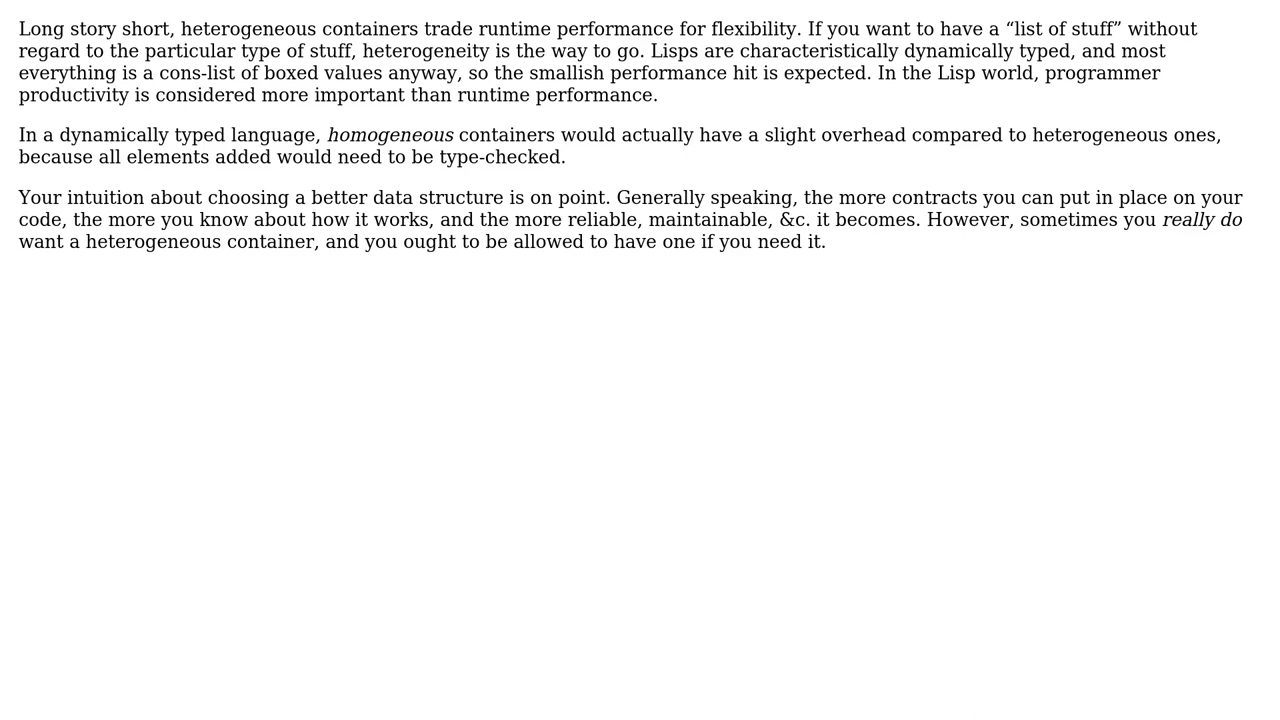 Long story short, heterogeneous containers trade runtime performance for flexibility. If you want to have a “list of stuff” without
regard to the particular type of stuff, heterogeneity is the way to go. Lisps are characteristically dynamically typed, and most
everything is a cons-list of boxed values anyway, so the smallish performance hit is expected. In the Lisp world, programmer
productivity is considered more important than runtime performance.
In a dynamically typed language, homogeneous containers would actually have a slight overhead compared to heterogeneous ones,
because all elements added would need to be type-checked.
Your intuition about choosing a better data structure is on point. Generally speaking, the more contracts you can put in place on your
code, the more you know about how it works, and the more reliable, maintainable, &c. it becomes. However, sometimes you really do
want a heterogeneous container, and you ought to be allowed to have one if you need it.